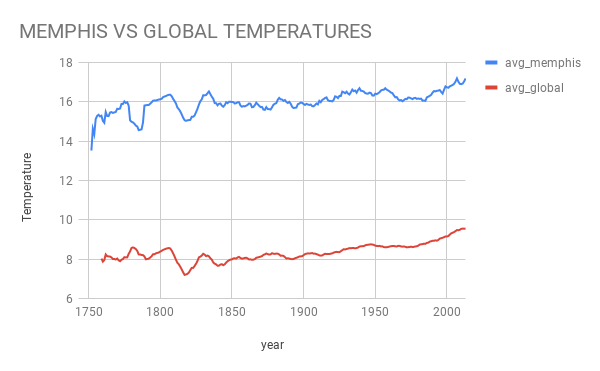 MEMPHIS VS GLOBAL TEMPERATURES
avg_memphis
avg_global
18
16
14
12
10
8
6
Temperature
1750 1800 1850 1900 1950 2000
year